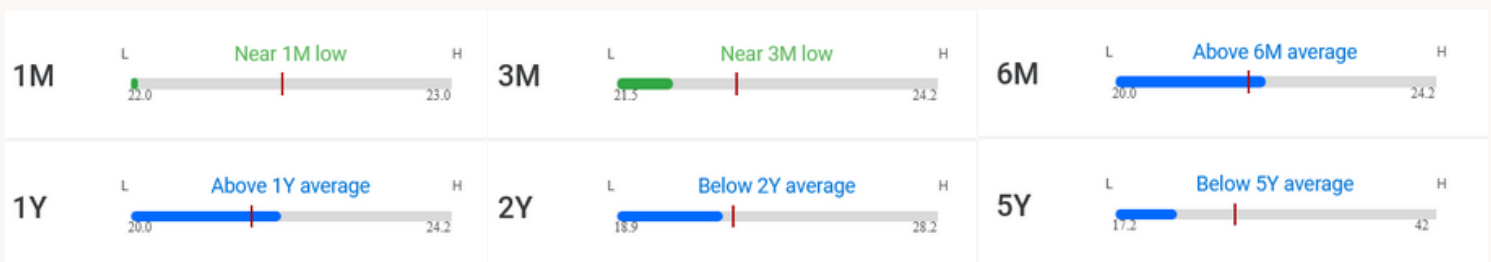 L Near 1M low H
1M
22.0 23.0
L Near 3M low H
3M
21.5 24.2
L Above 6M average H
6M
20.0 24.2
L Above 1Y average H
1Y
20.0 24.2
L Below 2Y average H
2Y
18.9 28.2
L Below 5Y average H
5Y
17.2 42